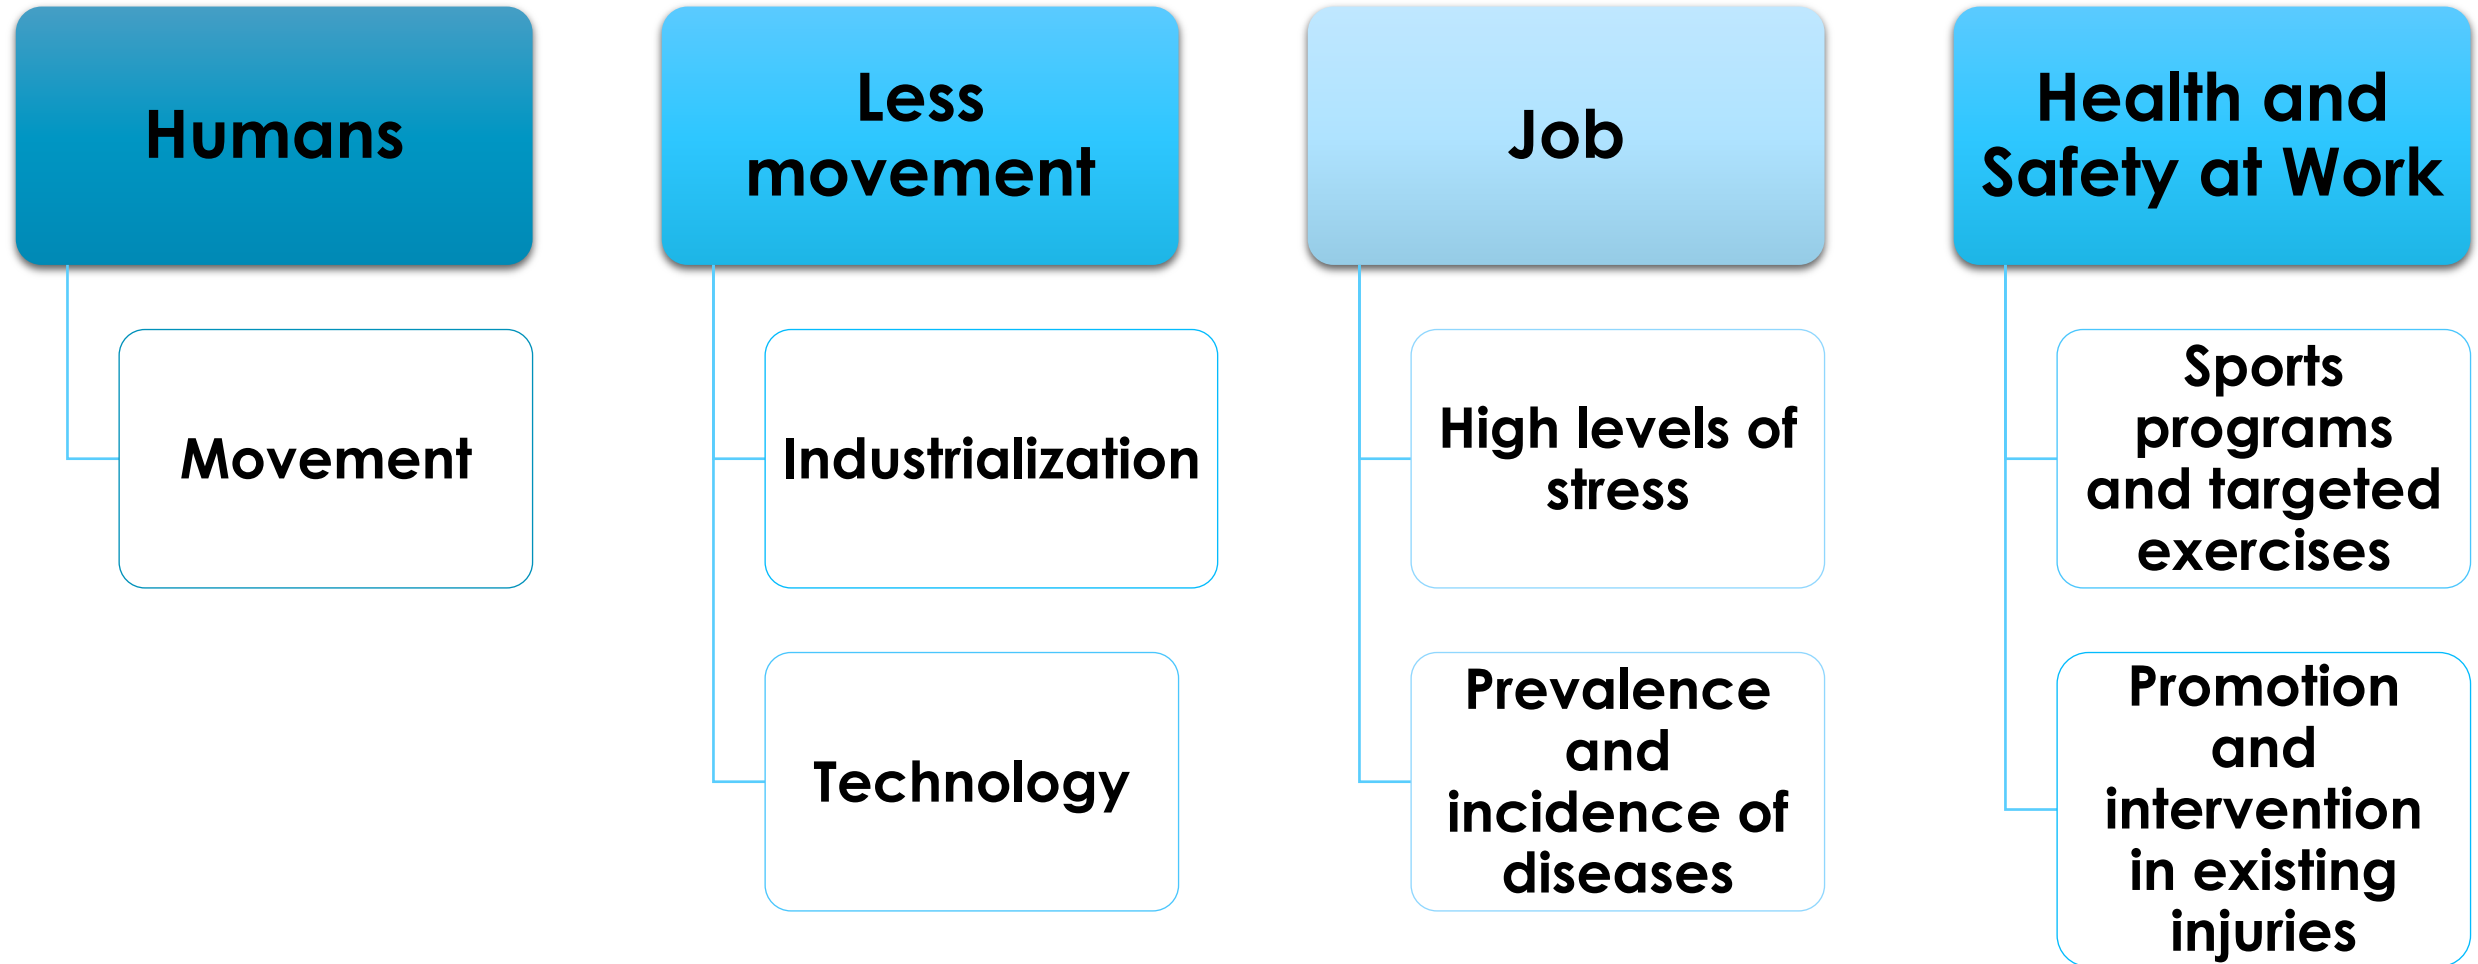 Humans
Movement
Less
movement
Industrialization
Technology
Job
High levels of
stress
Prevalence
and
incidence of
diseases
Health and
Safety at Work
Sports
programs
and targeted
exercises
Promotion
and
intervention
in existing
injuries